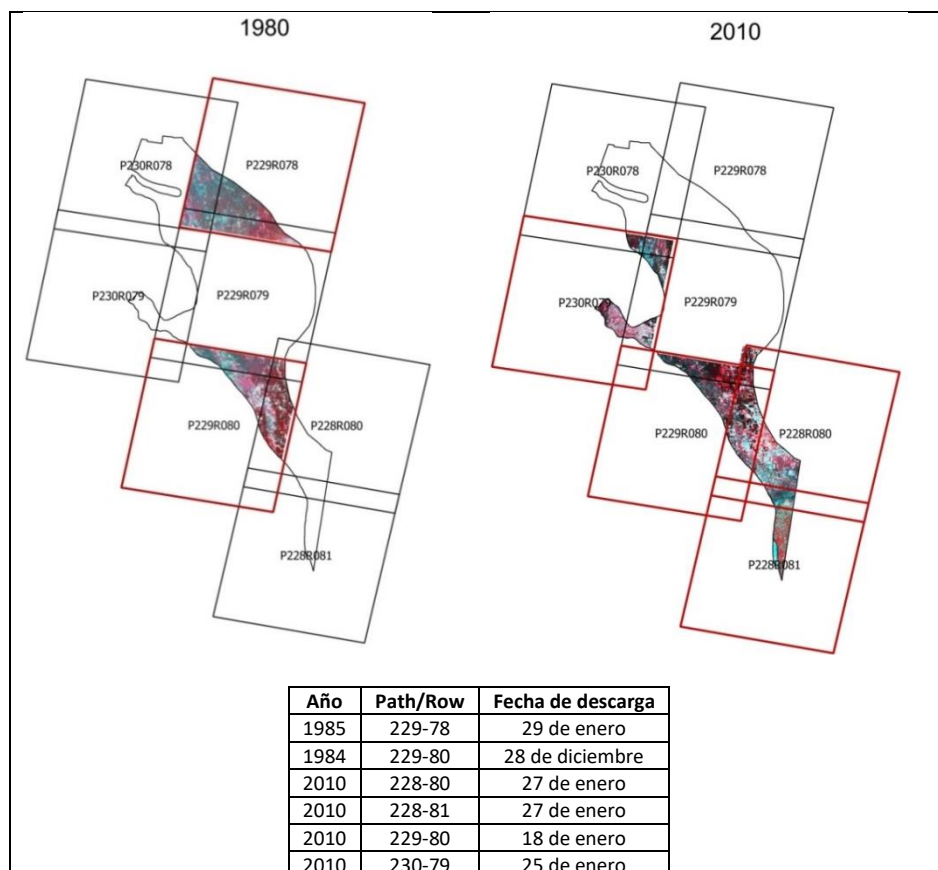 1980
2010
P230R078
P229R078
P230R079
P229R079
P229R080
P228R080
P228R081
P230R078
P229R078
P230R079
P229R079
P229R080
P228R080
P228R081
Año Path/Row Fecha de descarga
1985 229-78 29 de enero
1984 229-80 28 de diciembre
2010 228-80 27 de enero
2010 228-81 27 de enero
2010 229-80 18 de enero
2010 230-79 25 de enero